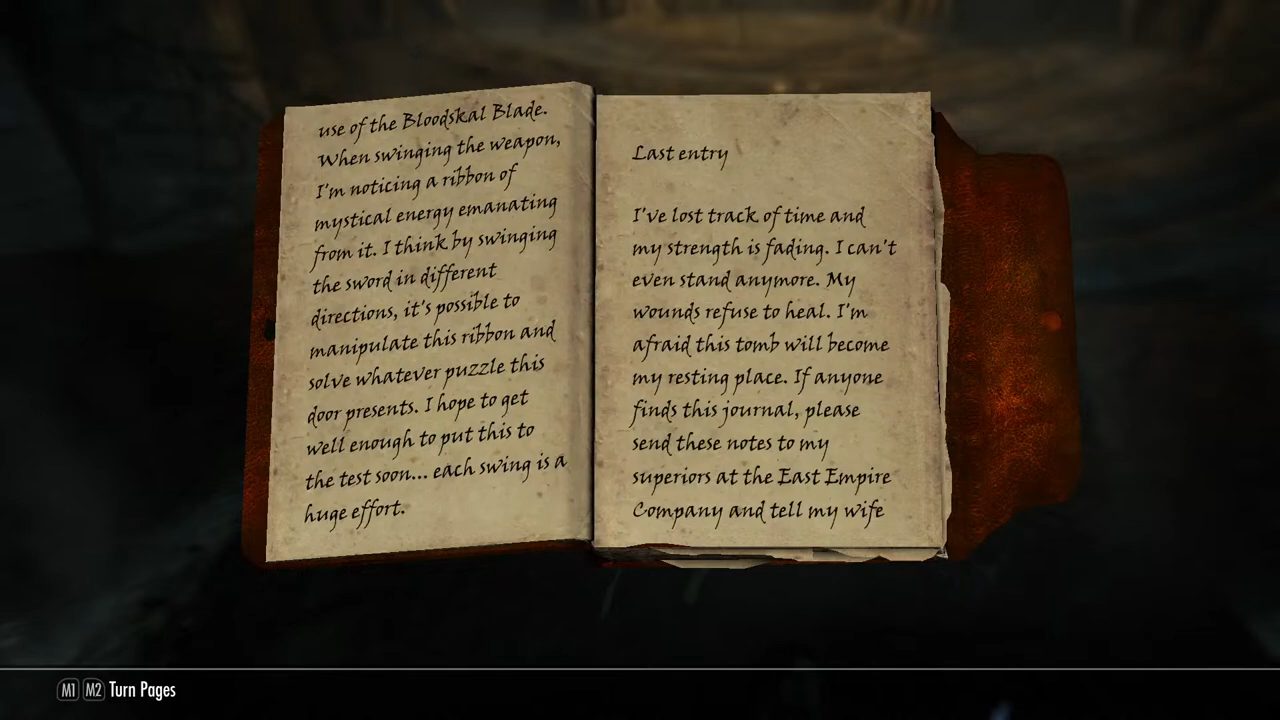 use of the Bloodskal Blade.
When swinging the weapon,
I'm noticing a ribbon of
mystical energy emanating
from it. I think by swinging
the sword in different
directions, it's possible to
manipulate this ribbon and
solve whatever puzzle this
door presents. I hope to get
well enough to put this to
the test soon... each swing is a
huge effort.
Last entry
I've lost track of time and
my strength is fading. I can't
even stand anymore. My
wounds refuse to heal. I'm
afraid this tomb will become
my resting place. If anyone
finds this journal, please
send these notes to my
superiors at the East Empire
Company and tell my wife
M1 M2 Turn Pages